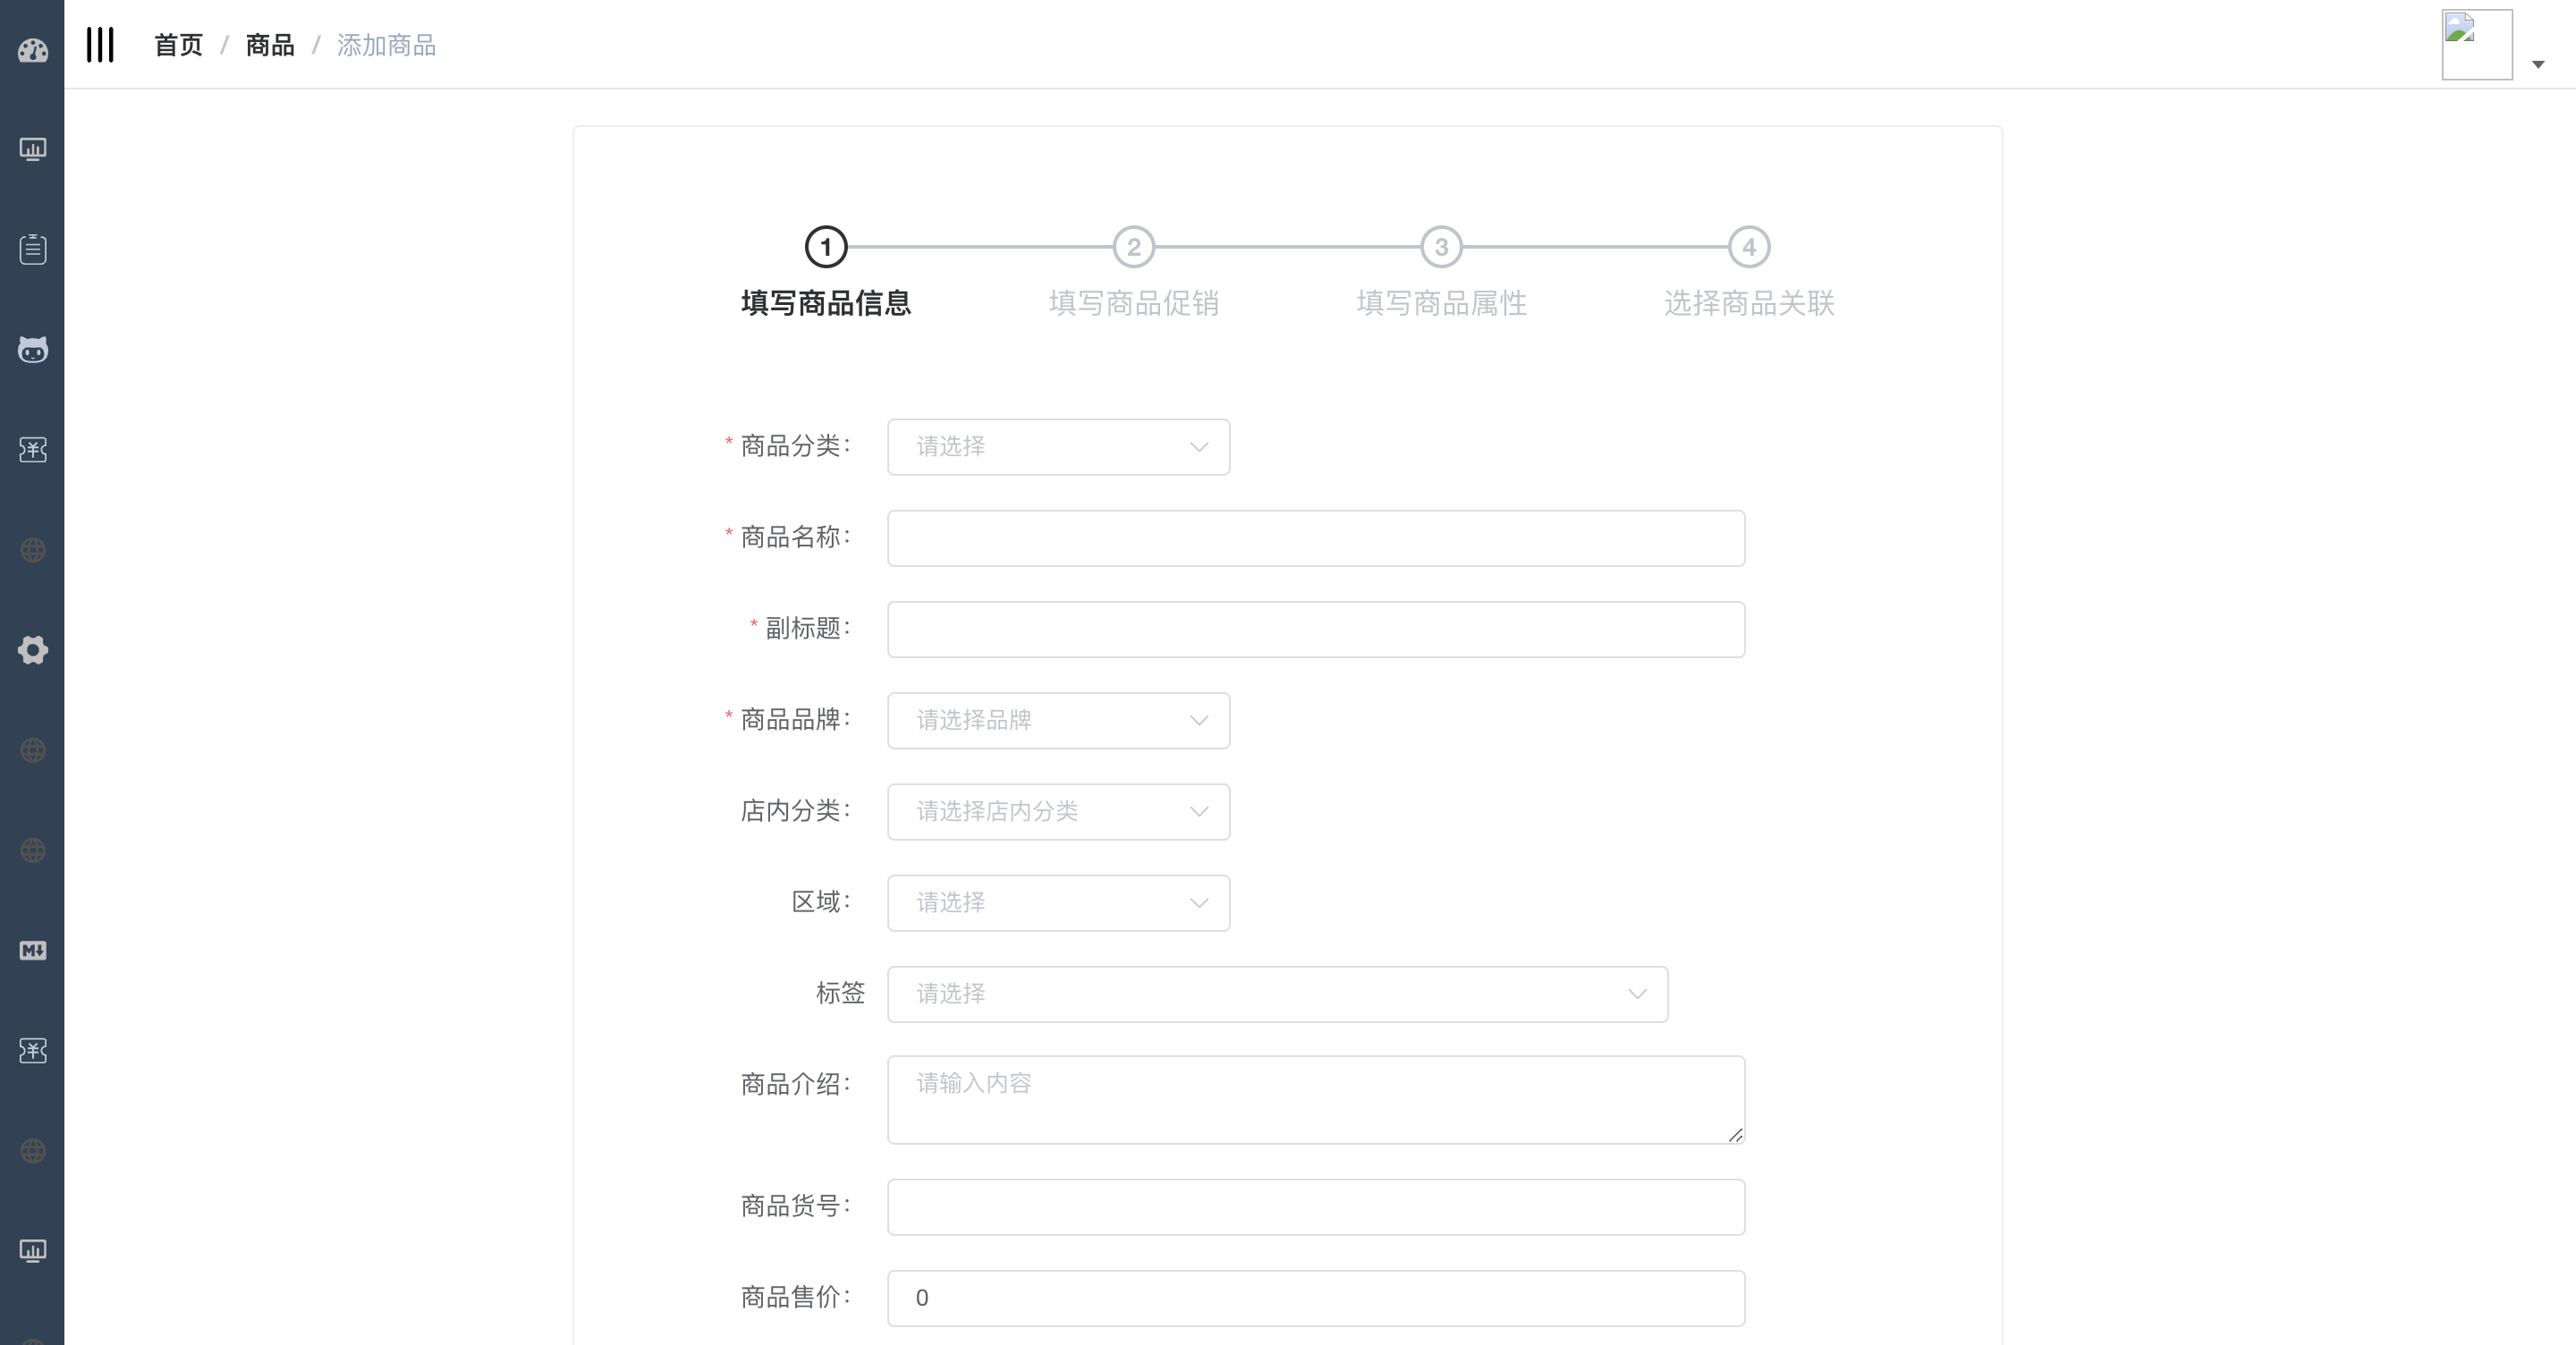 首页 / 商品 / 添加商品
1 2 3 4
填写商品信息 填写商品促销 填写商品属性 选择商品关联
* 商品分类: 请选择
* 商品名称:
* 副标题:
* 商品品牌: 请选择品牌
店内分类: 请选择店内分类
区域: 请选择
标签 请选择
商品介绍: 请输入内容
商品货号:
商品售价: 0